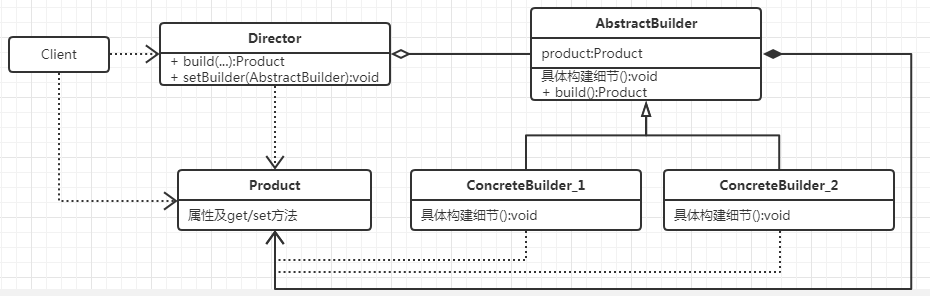 Client
Director
+ build(...):Product
+ setBuilder(AbstractBuilder):void
AbstractBuilder
product:Product
具体构建细节():void
+ build():Product
Product
属性及get/set方法
ConcreteBuilder_1
具体构建细节():void
ConcreteBuilder_2
具体构建细节():void